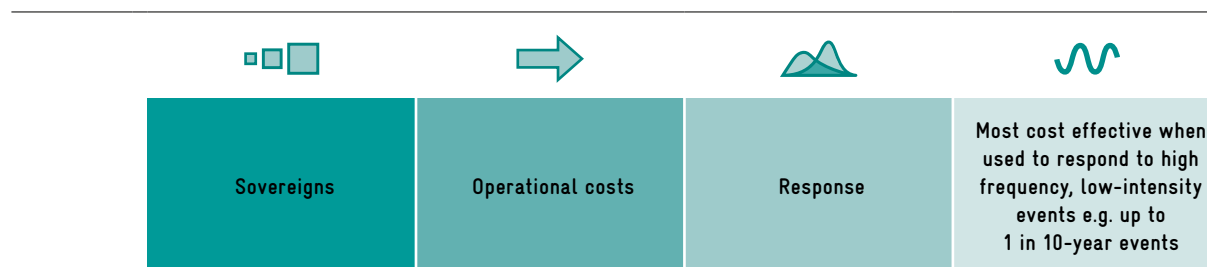 Sovereigns
Operational costs
Response
Most cost effective when
used to respond to high
frequency, low-intensity
events e.g. up to
1 in 10-year events